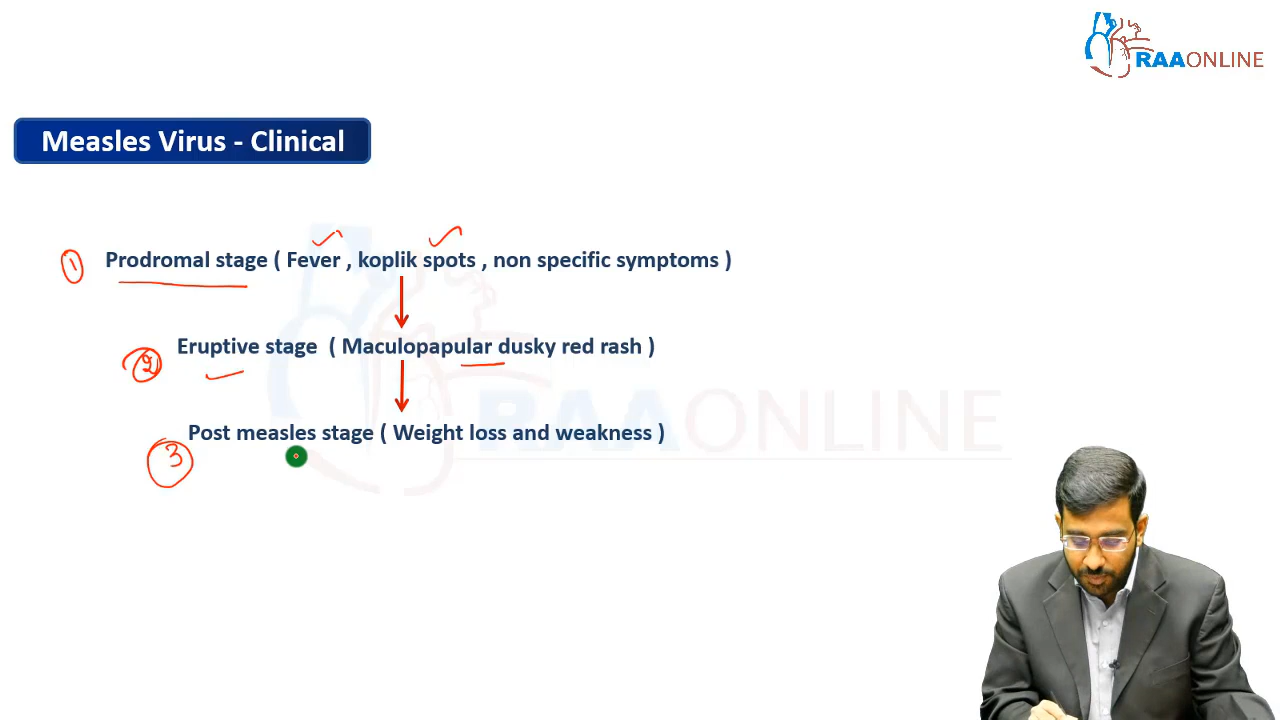 RAAONLINE
Measles Virus - Clinical
1 Prodromal stage ( Fever , koplik spots , non specific symptoms )
2 Eruptive stage ( Maculopapular dusky red rash )
3 Post measles stage ( Weight loss and weakness )
RAAONLINE